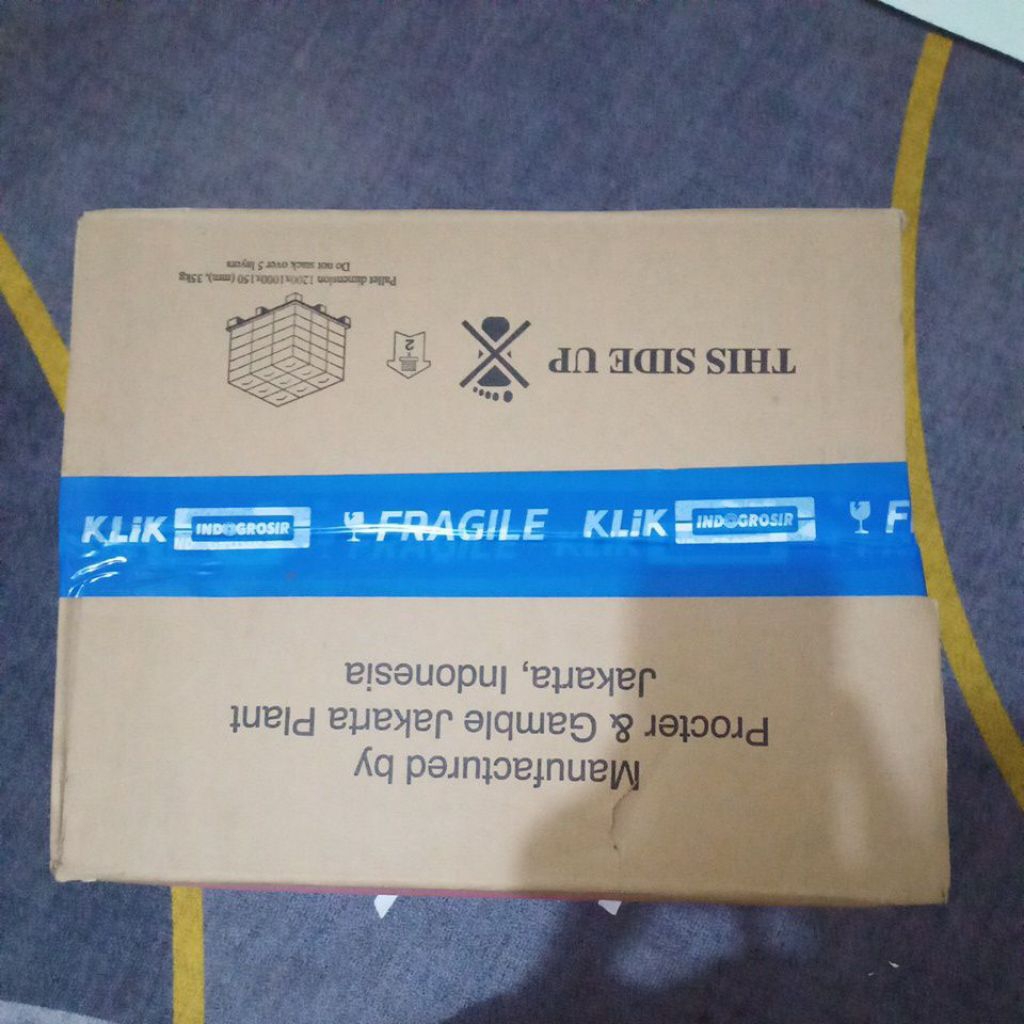 Manufactured by
Procter & Gamble Jakarta Plant
Jakarta, Indonesia
KLiK INDOGROSIR FRAGILE KLiK INDOGROSIR F
THIS SIDE UP
2
Pallet dimension 1200x1000x150 (mm), 35kg
Do not stack over 5 layers